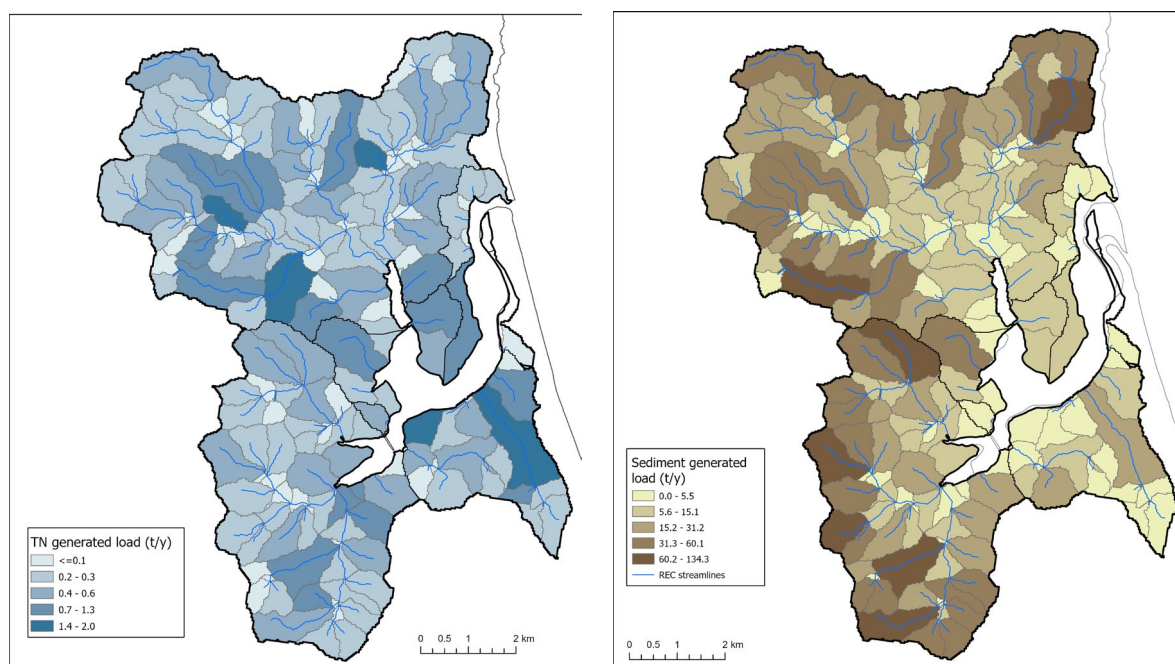 TN generated load (t/y)
<=0.1
0.2 - 0.3
0.4 - 0.6
0.7 - 1.3
1.4 - 2.0
0 0.5 1 2 km
Sediment generated
load (t/y)
0.0 - 5.5
5.6 - 15.1
15.2 - 31.2
31.3 - 60.1
60.2 - 134.3
REC streamlines
0 0.5 1 2 km